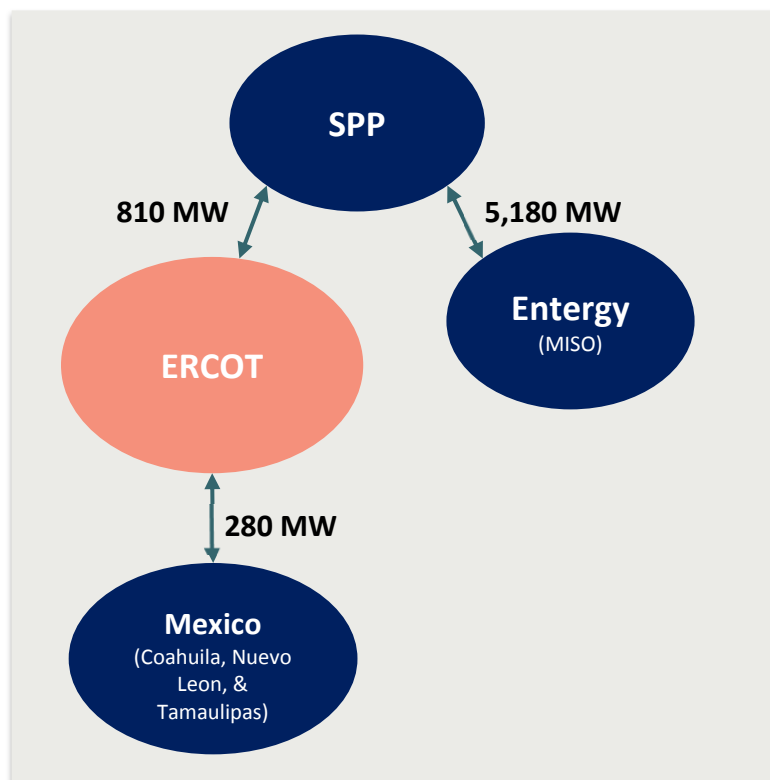 SPP
810 MW
5,180 MW
Entergy
(MISO)
ERCOT
280 MW
Mexico
(Coahuila, Nuevo
Leon, &
Tamaulipas)